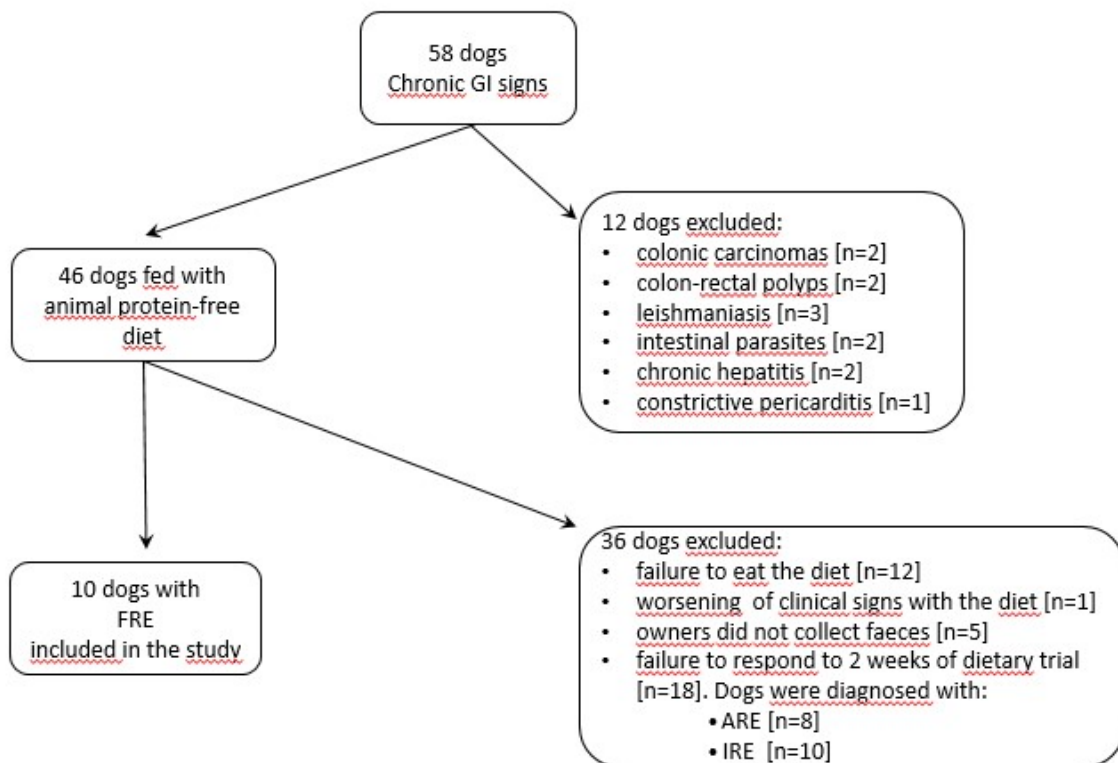 58 dogs
Chronic GI signs
12 dogs excluded:
• colonic carcinomas [n=2]
• colon-rectal polyps [n=2]
• leishmaniasis [n=3]
• intestinal parasites [n=2]
• chronic hepatitis [n=2]
• constrictive pericarditis [n=1]
46 dogs fed with
animal protein-free
diet
36 dogs excluded:
• failure to eat the diet [n=12]
• worsening of clinical signs with the diet [n=1]
• owners did not collect faeces [n=5]
• failure to respond to 2 weeks of dietary trial
[n=18]. Dogs were diagnosed with:
• ARE [n=8]
• IRE [n=10]
10 dogs with
FRE
included in the study